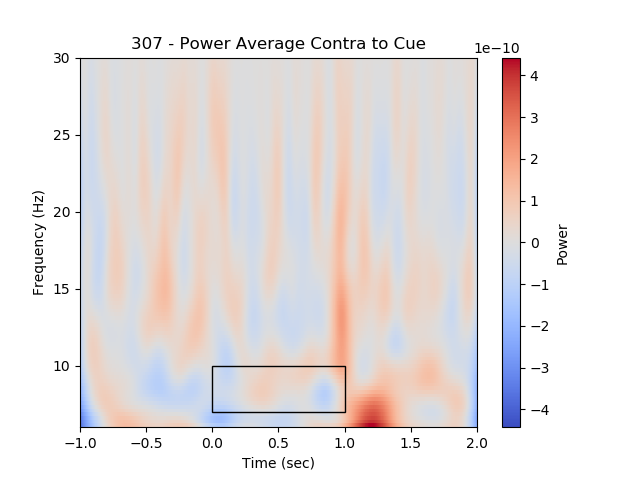 307 - Power Average Contra to Cue
1e−10
30
25
20
15
10
Frequency (Hz)
−1.0 −0.5 0.0 0.5 1.0 1.5 2.0
Time (sec)
4
3
2
1
0
−1
−2
−3
−4
Power